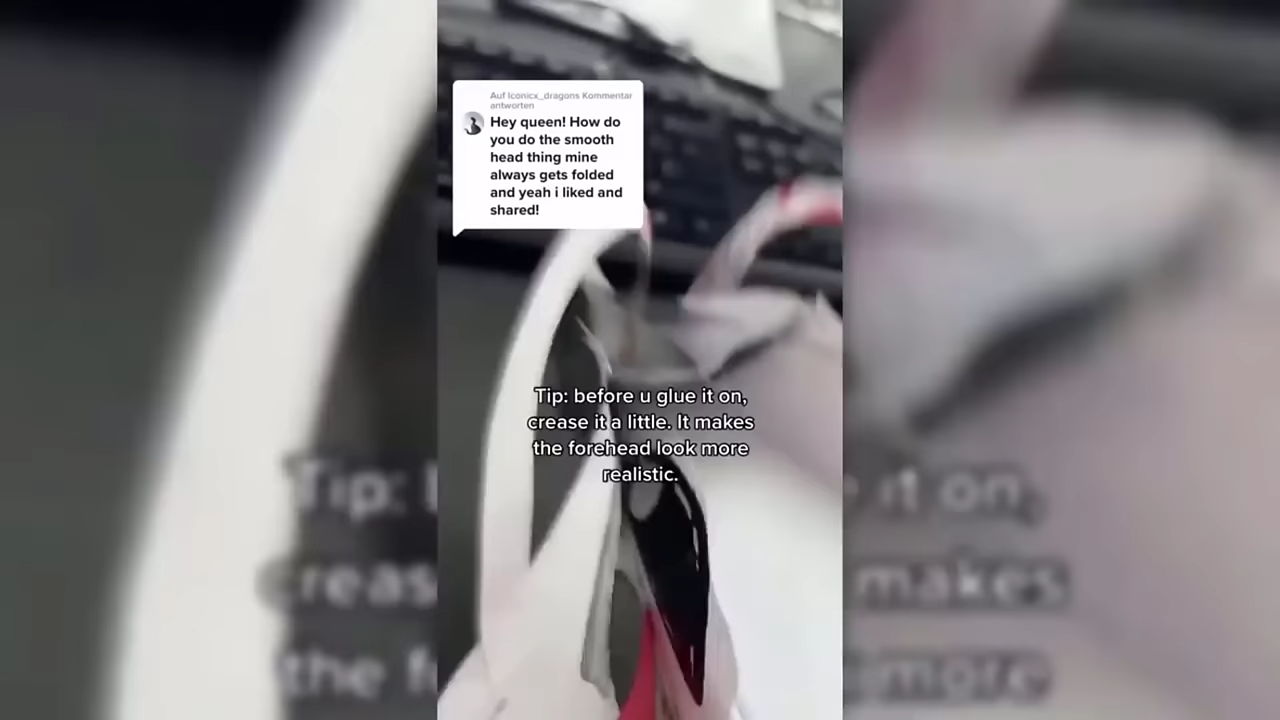 Auf Iconicx_dragons Kommentar
antworten
Hey queen! How do
you do the smooth
head thing mine
always gets folded
and yeah i liked and
shared!
Tip: before u glue it on,
crease it a little. It makes
the forehead look more
realistic.